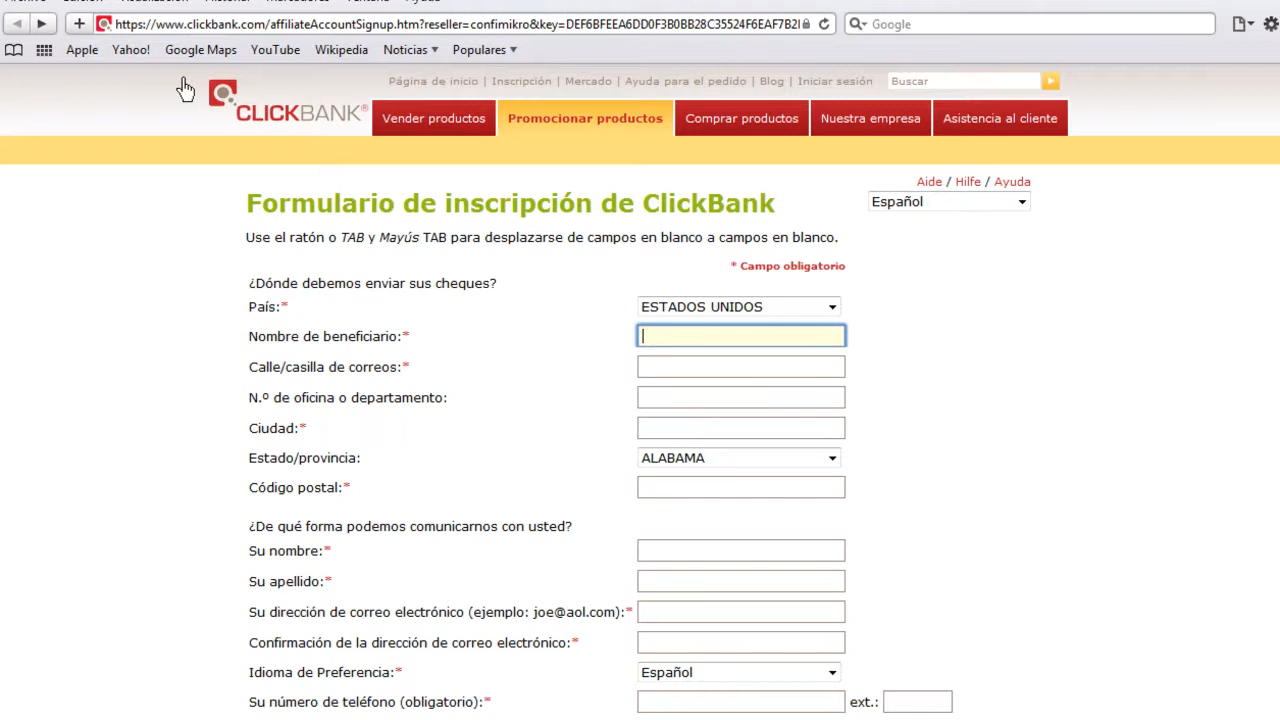 https://www.clickbank.com/affiliateAccountSignup.htm?reseller=confimikro&key=DEF6BFEEA6DD0F3B0BB28C35524F6EAF7B2I
Google
Apple Yahoo! Google Maps YouTube Wikipedia Noticias Populares
Página de inicio | Inscripción | Mercado | Ayuda para el pedido | Blog | Iniciar sesión Buscar
CLICKBANK®
Vender productos Promocionar productos Comprar productos Nuestra empresa Asistencia al cliente
Aide / Hilfe / Ayuda
Español
Formulario de inscripción de ClickBank
Use el ratón o TAB y Mayús TAB para desplazarse de campos en blanco a campos en blanco.
* Campo obligatorio
¿Dónde debemos enviar sus cheques?
País:* ESTADOS UNIDOS
Nombre de beneficiario:*
Calle/casilla de correos:*
N.º de oficina o departamento:
Ciudad:*
Estado/provincia: ALABAMA
Código postal:*
¿De qué forma podemos comunicarnos con usted?
Su nombre:*
Su apellido:*
Su dirección de correo electrónico (ejemplo: joe@aol.com):*
Confirmación de la dirección de correo electrónico:*
Idioma de Preferencia:* Español
Su número de teléfono (obligatorio):* ext.: